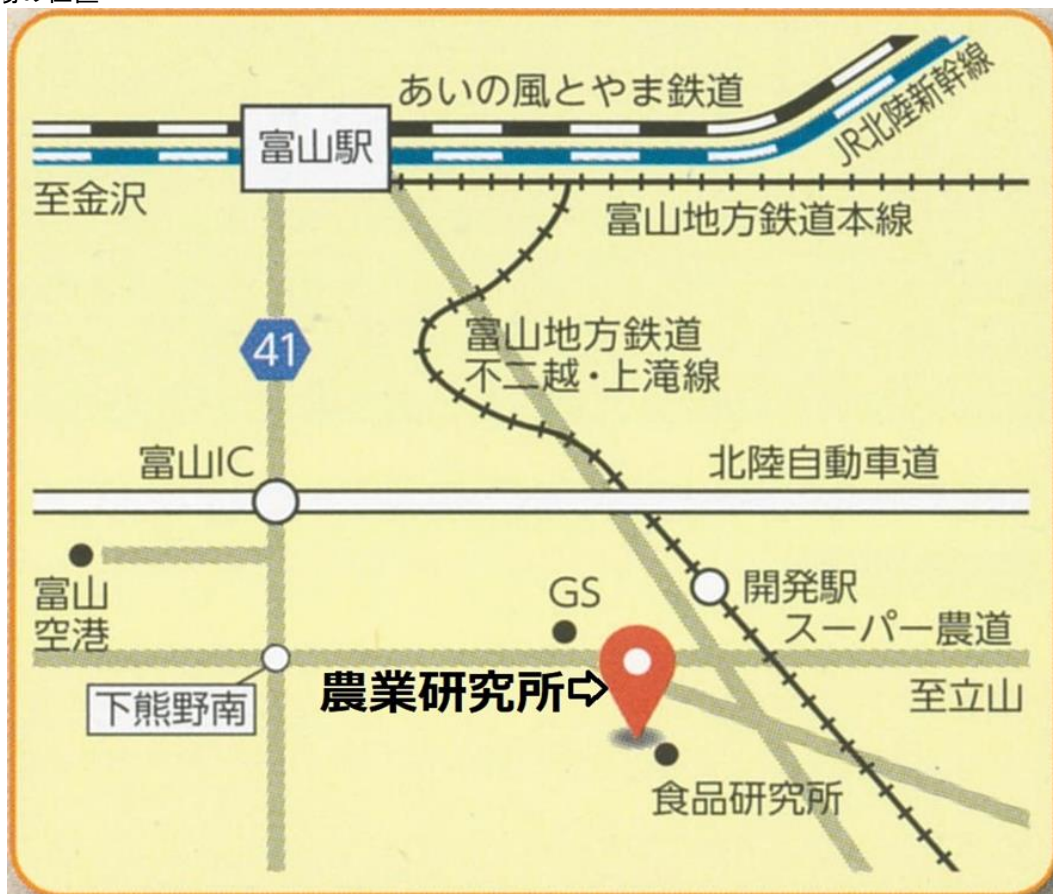 あいの風とやま鉄道
JR北陸新幹線
富山駅
至金沢
富山地方鉄道本線
41
富山地方鉄道
不二越・上滝線
富山IC
北陸自動車道
富山
空港
GS
開発駅
スーパー農道
農業研究所⇨
下熊野南
至立山
食品研究所